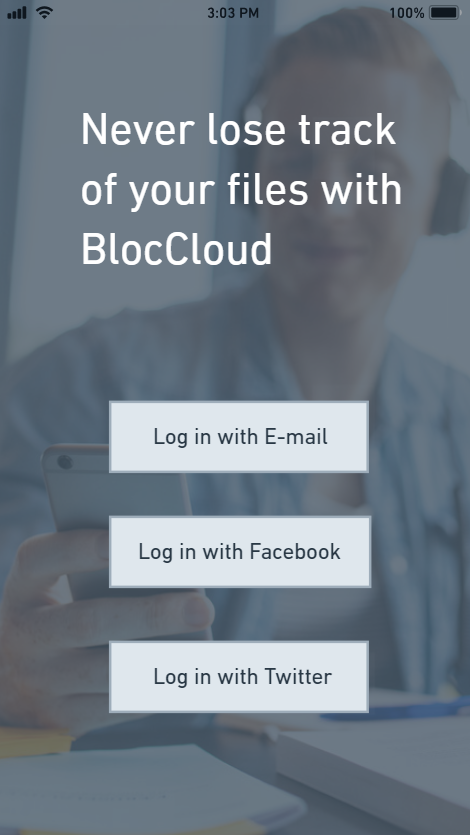 3:03 PM
100%
Never lose track
of your files with
BlocCloud
Log in with E-mail
Log in with Facebook
Log in with Twitter